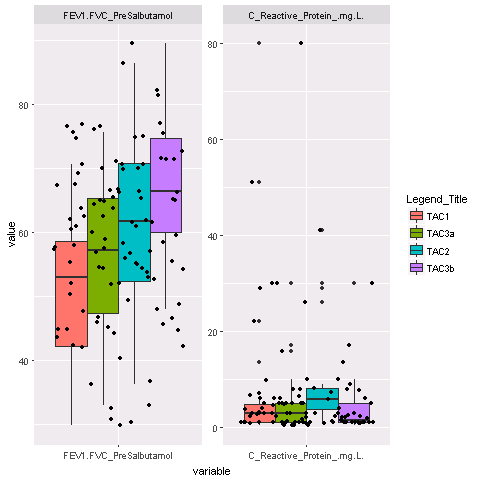 FEV1.FVC_PreSalbutamol
C_Reactive_Protein_.mg.L.
80
60
40
value
80
60
40
20
0
FEV1.FVC_PreSalbutamol
C_Reactive_Protein_.mg.L.
variable
Legend_Title
TAC1
TAC3a
TAC2
TAC3b